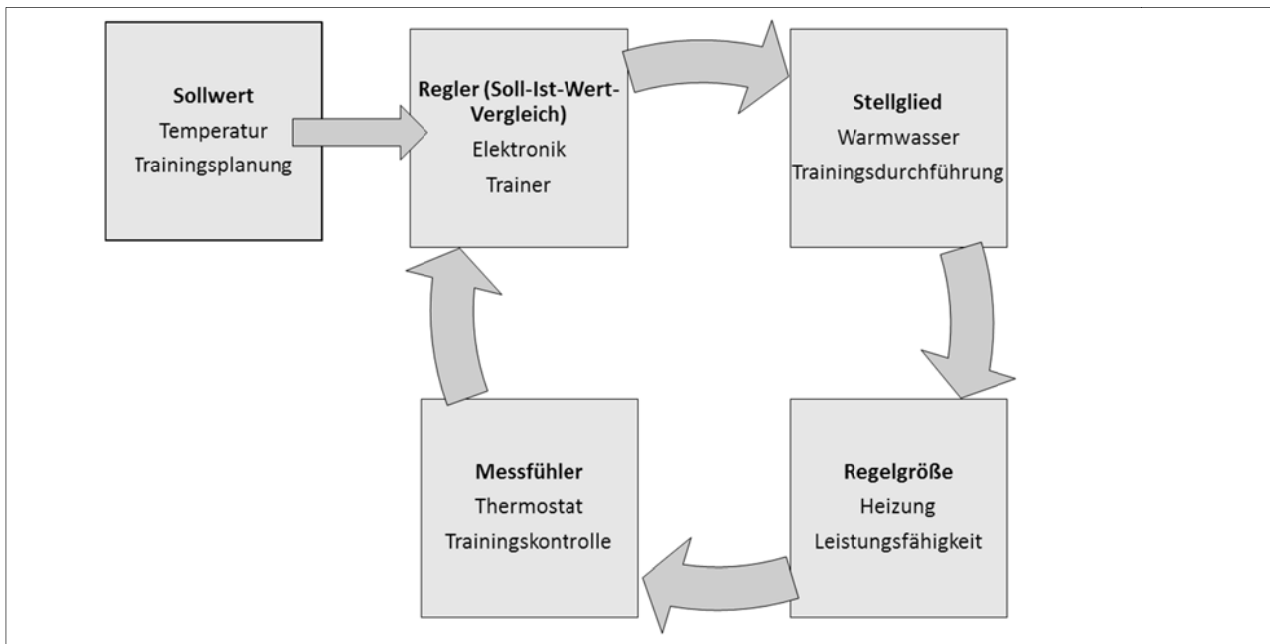 Sollwert
Temperatur
Trainingsplanung
Regler (Soll-Ist-Wert-
Vergleich)
Elektronik
Trainer
Stellglied
Warmwasser
Trainingsdurchführung
Messfühler
Thermostat
Trainingskontrolle
Regelgröße
Heizung
Leistungsfähigkeit